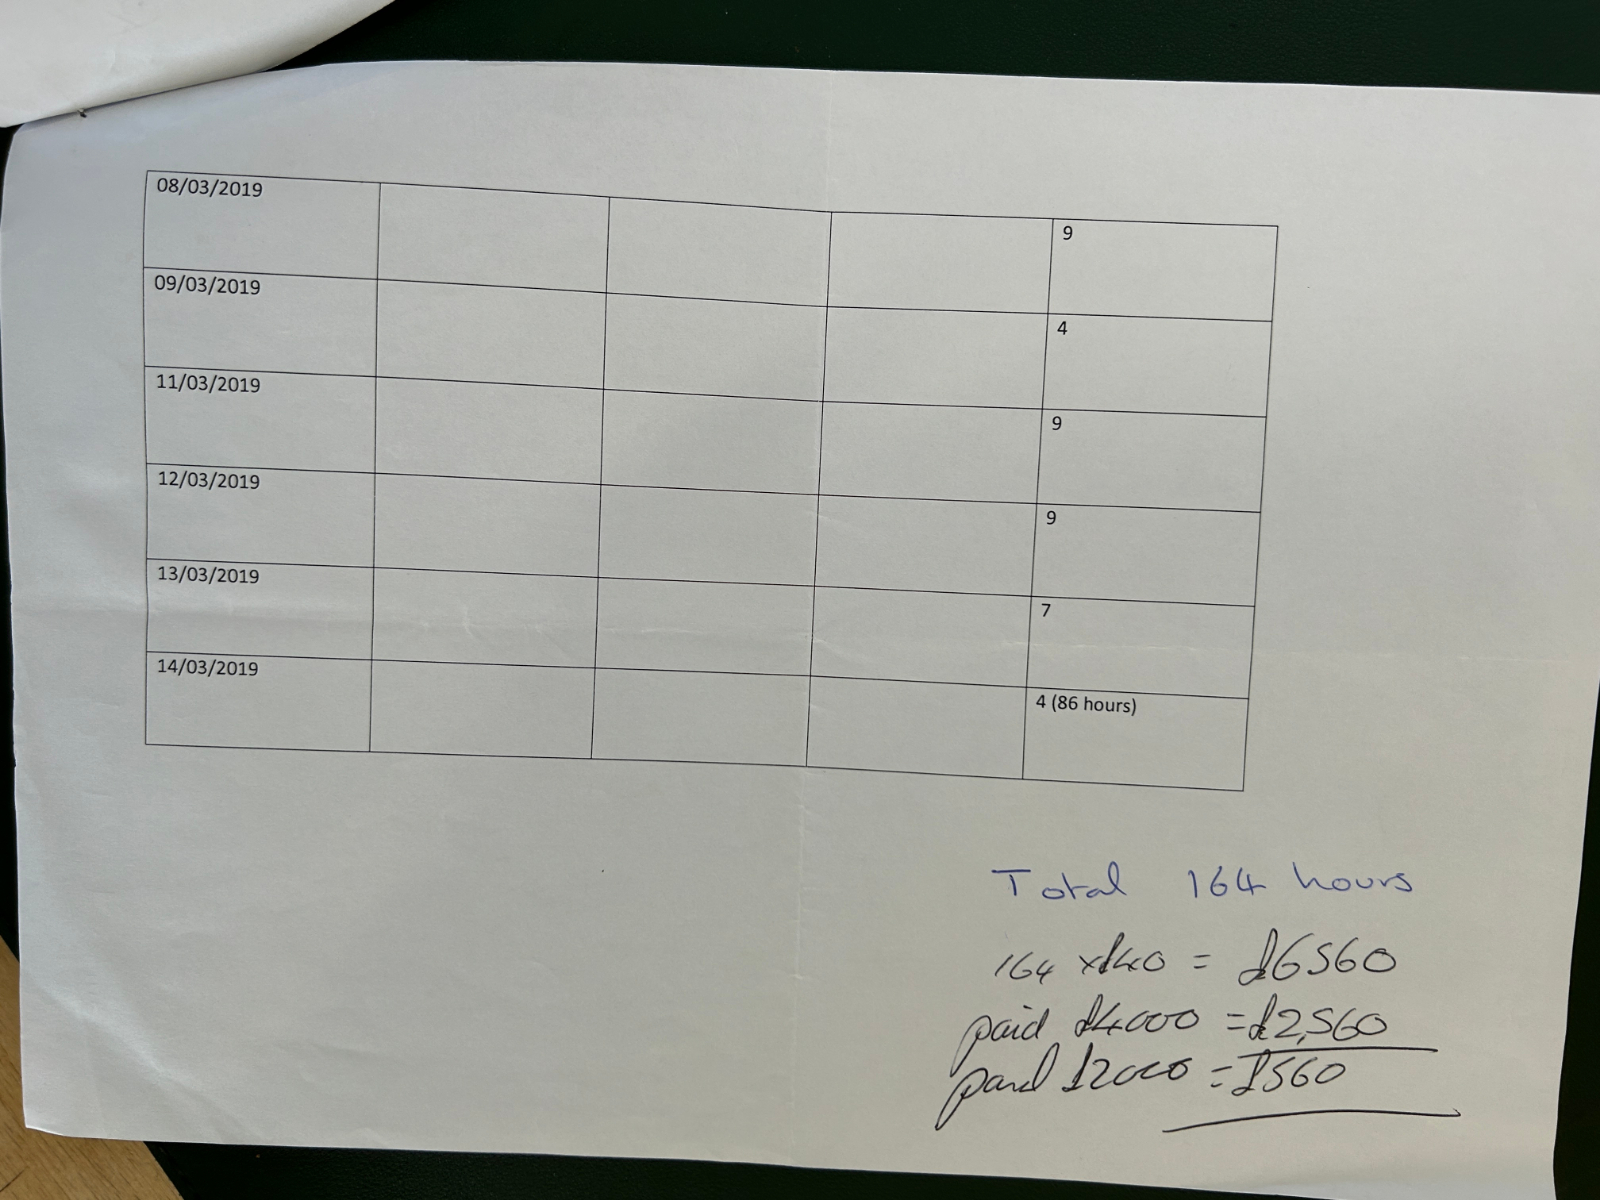 08/03/2019 9
09/03/2019 4
11/03/2019 9
12/03/2019 9
13/03/2019 7
14/03/2019 4 (86 hours)
Total 164 hours
164 x £40 = £6560
paid £4000 = £2,560
paid £2000 = £560